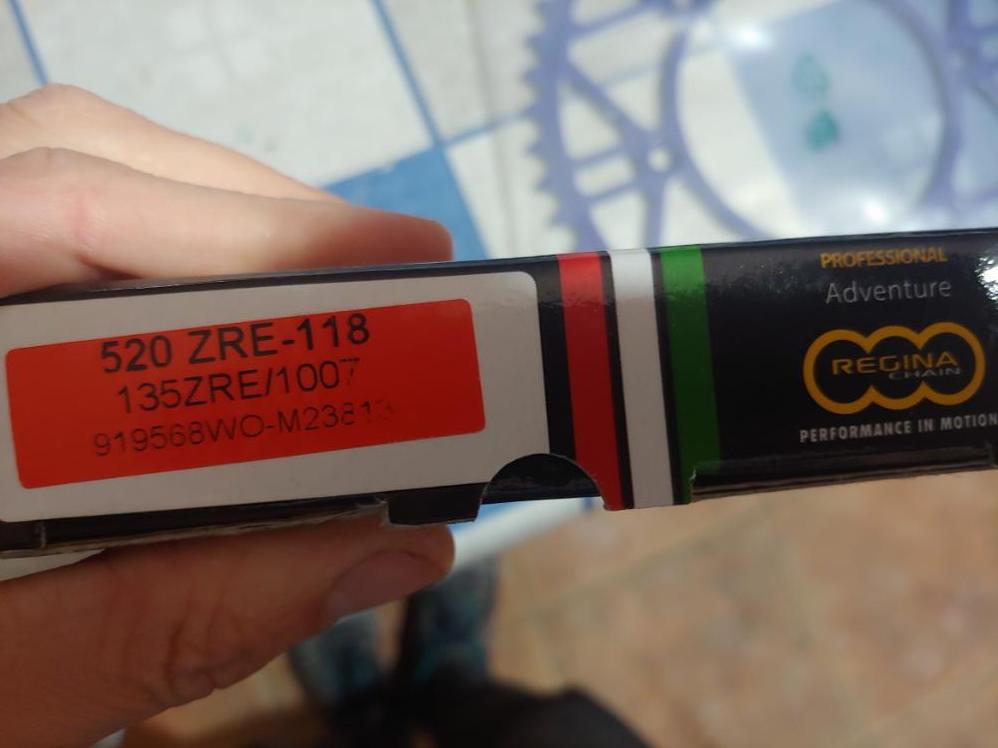 520 ZRE-118
135ZRE/1007
PROFESSIONAL
Adventure
REGINA
CHAIN
PERFORMANCE IN MOTION